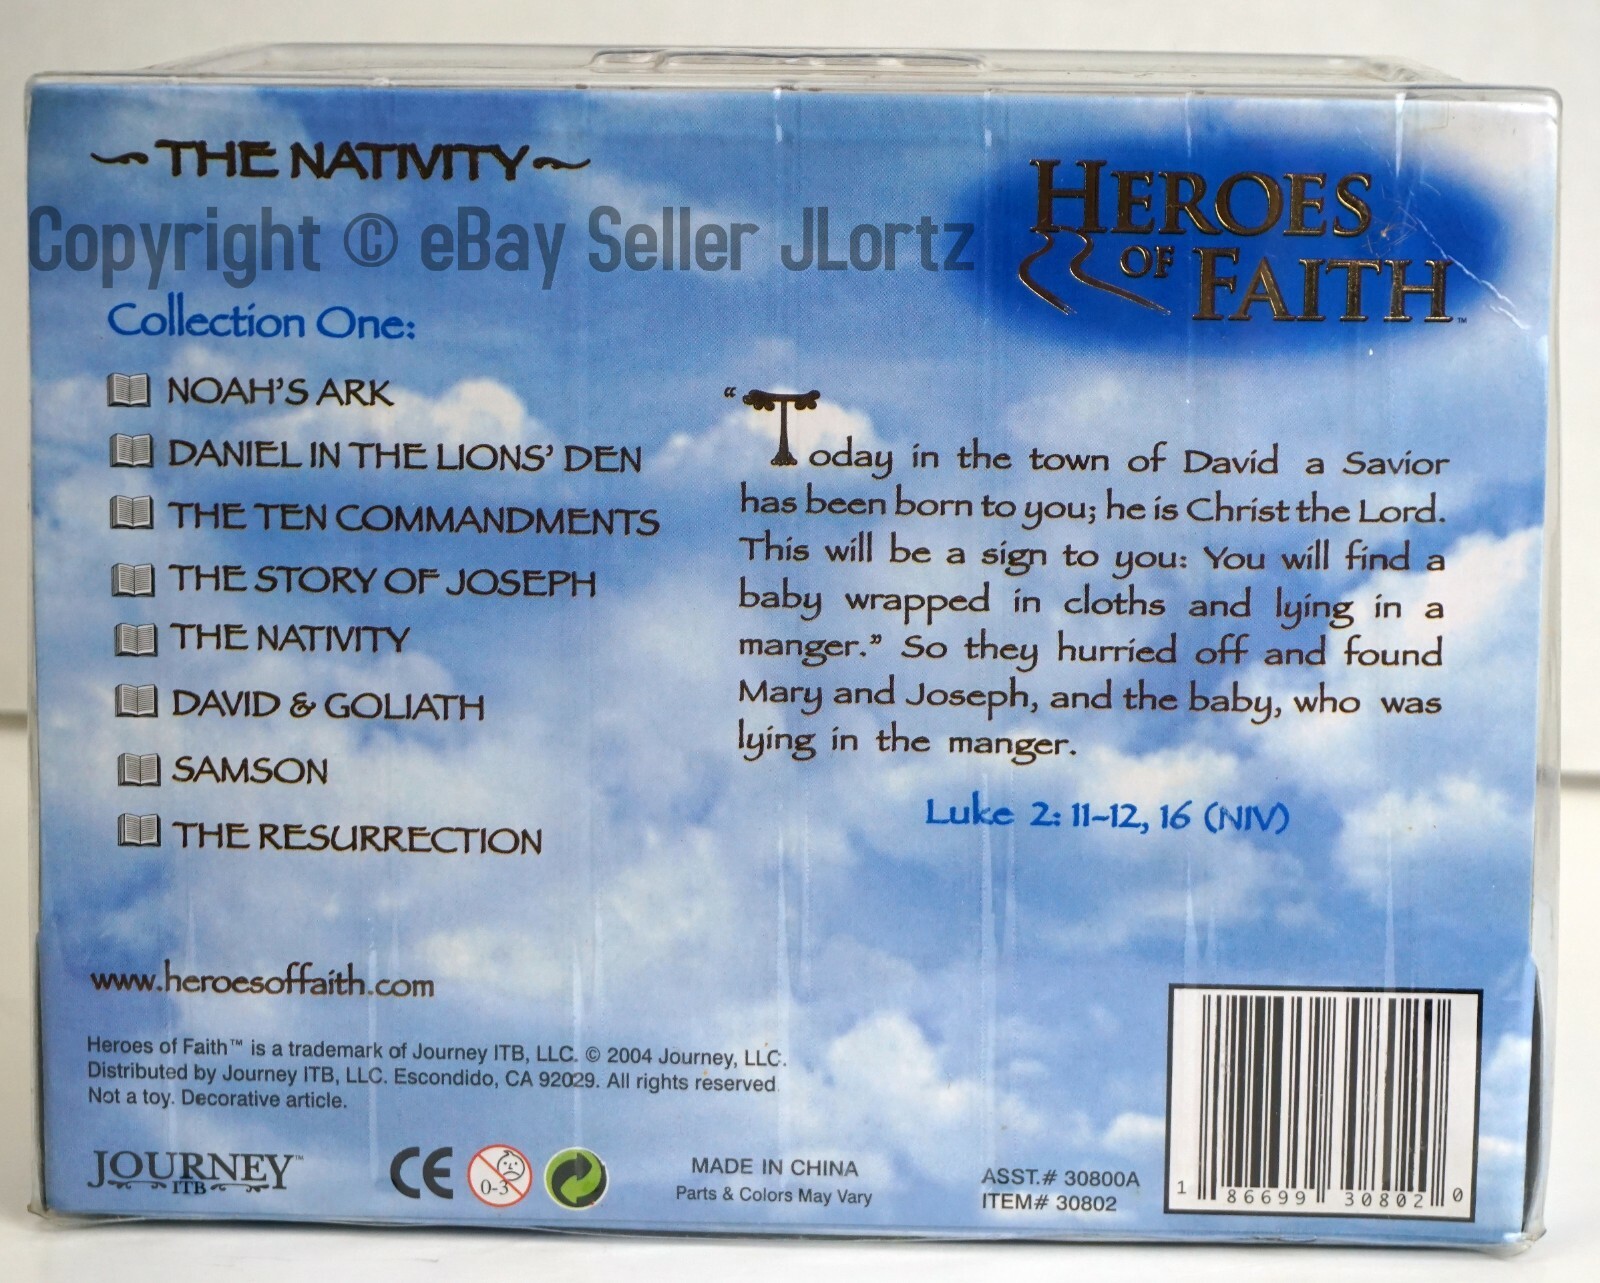 ~THE NATIVITY~
Copyright © eBay Seller JLortz
HEROES
OF FAITH™
Collection One:
NOAH'S ARK
DANIEL IN THE LIONS' DEN
THE TEN COMMANDMENTS
THE STORY OF JOSEPH
THE NATIVITY
DAVID & GOLIATH
SAMSON
THE RESURRECTION
“Today in the town of David a Savior
has been born to you; he is Christ the Lord.
This will be a sign to you: You will find a
baby wrapped in cloths and lying in a
manger.” So they hurried off and found
Mary and Joseph, and the baby, who was
lying in the manger.
Luke 2: 11-12, 16 (NIV)
www.heroesoffaith.com
Heroes of Faith™ is a trademark of Journey ITB, LLC. © 2004 Journey, LLC.
Distributed by Journey ITB, LLC. Escondido, CA 92029. All rights reserved.
Not a toy. Decorative article.
JOURNEY™
ITB
CE
0-3
MADE IN CHINA
Parts & Colors May Vary
ASST.# 30800A
ITEM# 30802
1 86699 30802 0